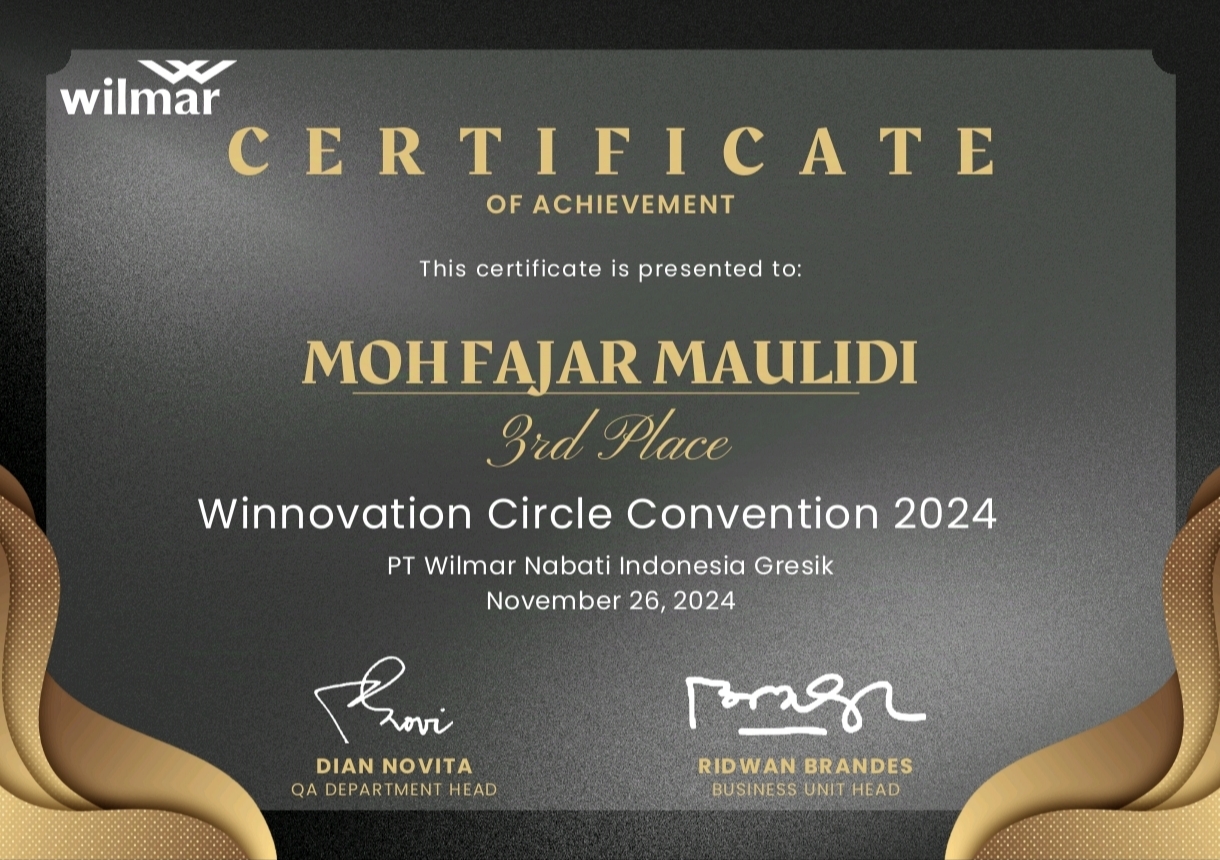 wilmar
CERTIFICATE
OF ACHIEVEMENT
This certificate is presented to:
MOH FAJAR MAULIDI
3rd Place
Winnovation Circle Convention 2024
PT Wilmar Nabati Indonesia Gresik
November 26, 2024
DIAN NOVITA
QA DEPARTMENT HEAD
RIDWAN BRANDES
BUSINESS UNIT HEAD